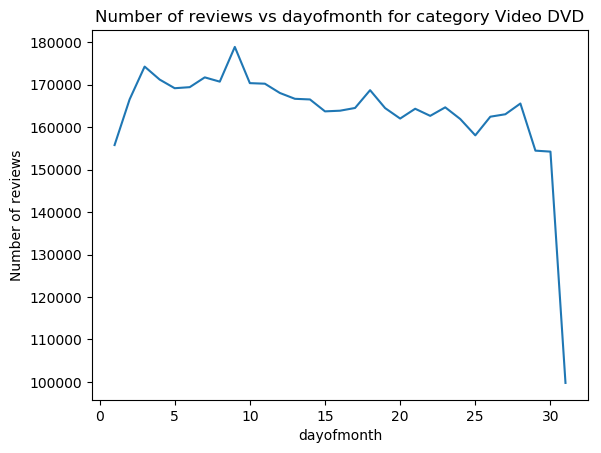 Number of reviews vs dayofmonth for category Video DVD
Number of reviews
180000
170000
160000
150000
140000
130000
120000
110000
100000
0 5 10 15 20 25 30
dayofmonth